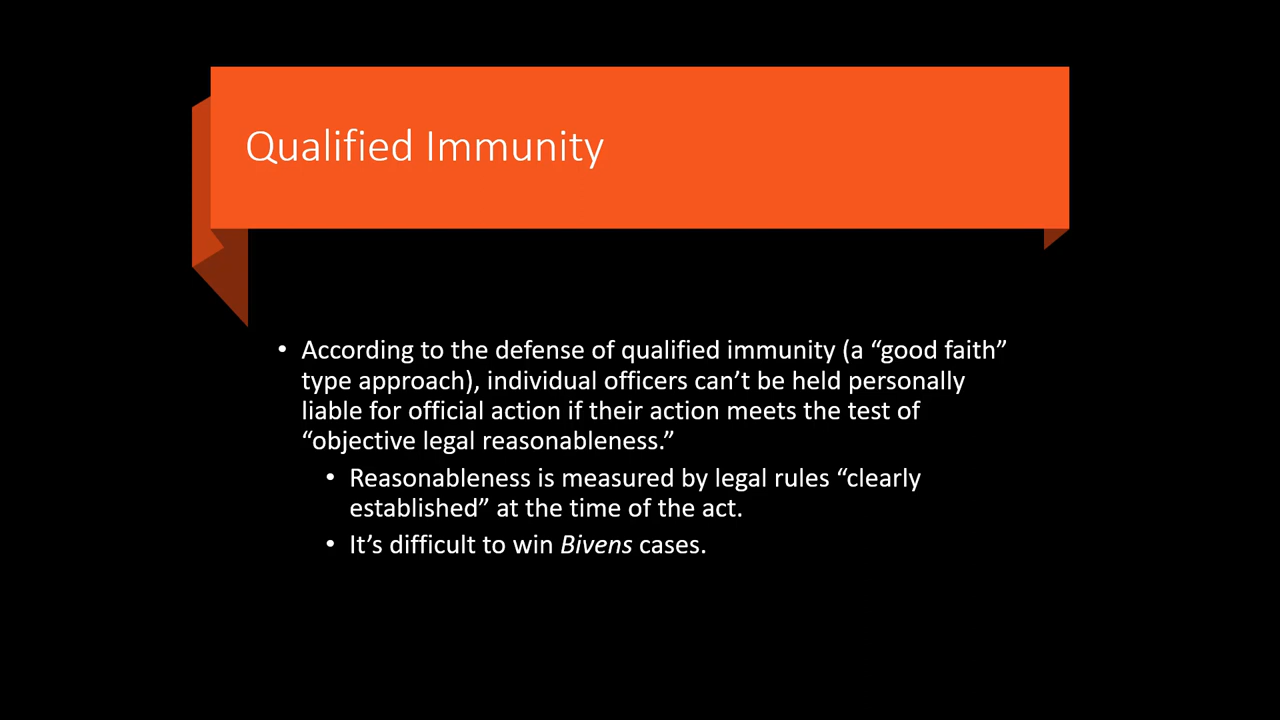 Qualified Immunity
• According to the defense of qualified immunity (a “good faith”
type approach), individual officers can’t be held personally
liable for official action if their action meets the test of
“objective legal reasonableness.”
• Reasonableness is measured by legal rules “clearly
established” at the time of the act.
• It’s difficult to win Bivens cases.